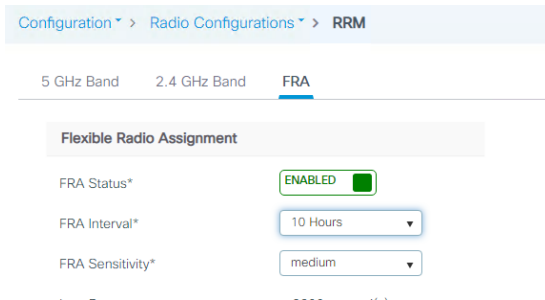 Configuration > Radio Configurations > RRM
5 GHz Band 2.4 GHz Band FRA
Flexible Radio Assignment
FRA Status* ENABLED
FRA Interval* 10 Hours
FRA Sensitivity* medium